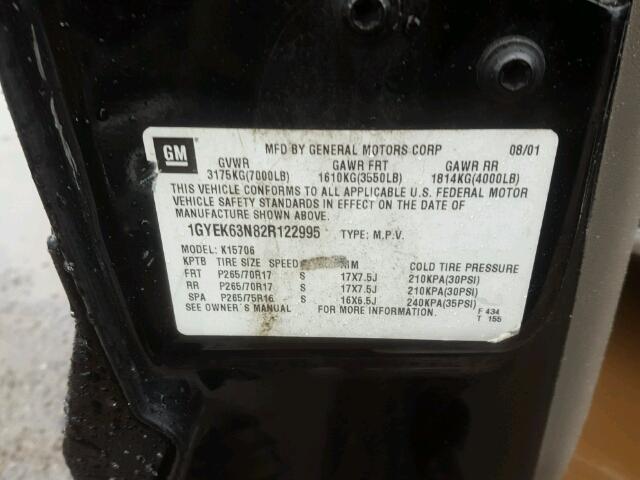 GM MFD BY GENERAL MOTORS CORP 08/01
GVWR GAWR FRT GAWR RR
3175KG(7000LB) 1610KG(3550LB) 1814KG(4000LB)
THIS VEHICLE CONFORMS TO ALL APPLICABLE U.S. FEDERAL MOTOR
VEHICLE SAFETY STANDARDS IN EFFECT ON THE DATE OF
MANUFACTURE SHOWN ABOVE.
1GYEK63N82R122995 TYPE: M.P.V.
MODEL: K15706
KPTB TIRE SIZE SPEED RIM COLD TIRE PRESSURE
FRT P265/70R17 S 17X7.5J 210KPA(30PSI)
RR P265/70R17 S 17X7.5J 210KPA(30PSI)
SPA P265/75R16 S 16X6.5J 240KPA(35PSI)
SEE OWNER'S MANUAL FOR MORE INFORMATION. F 434
T 155